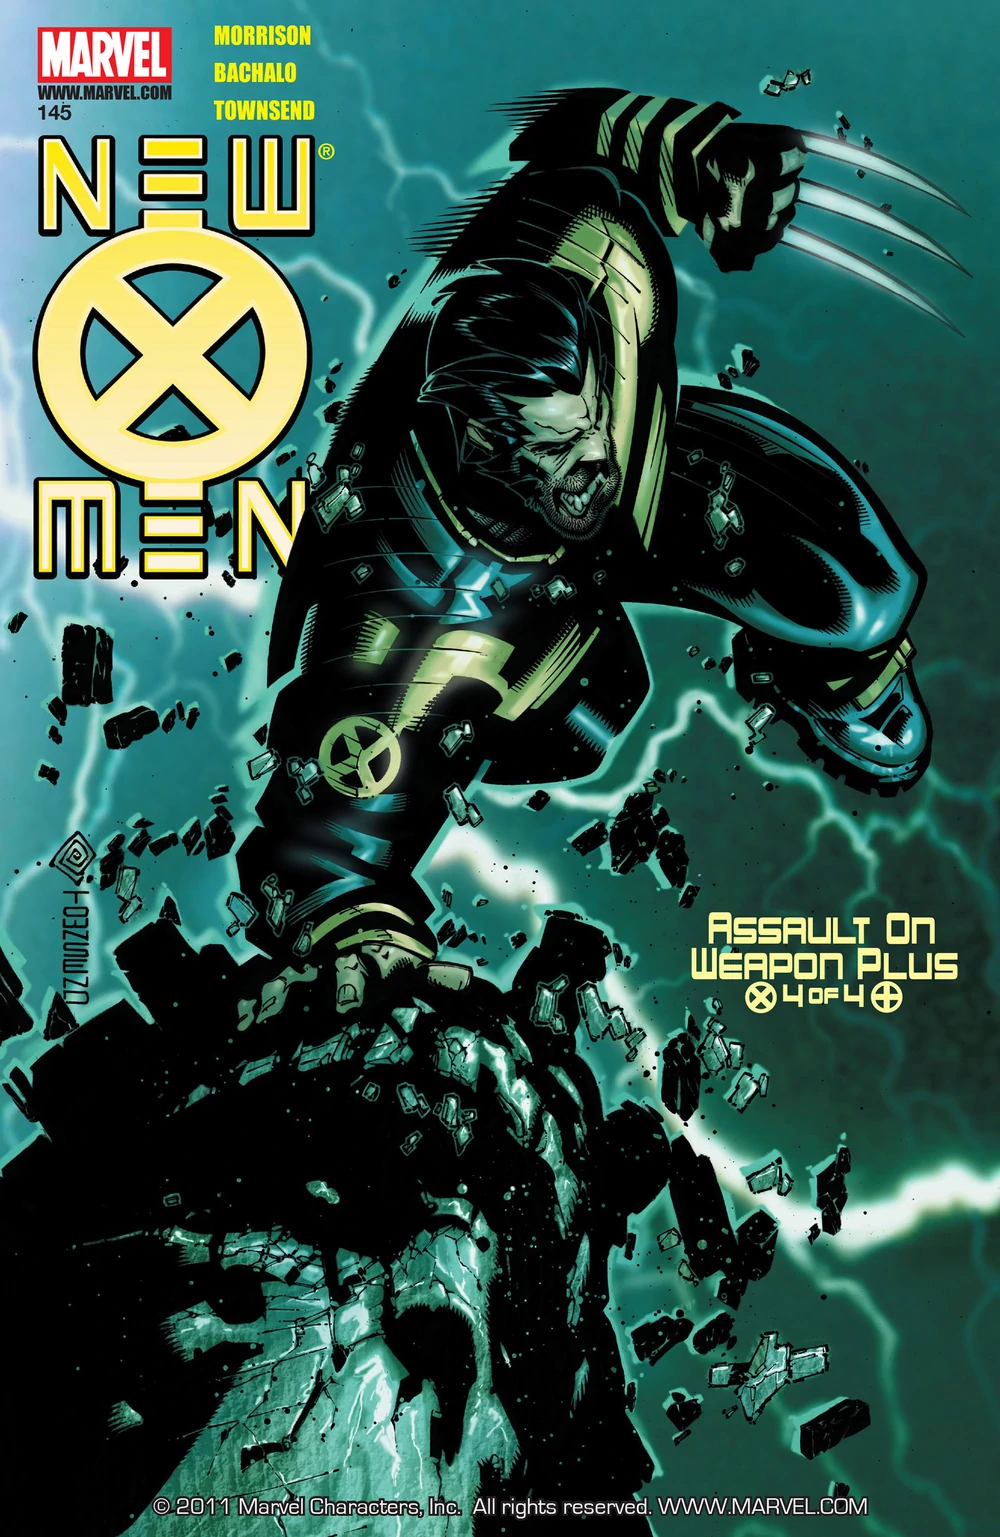 MARVEL
WWW.MARVEL.COM
145
MORRISON
BACHALO
TOWNSEND
NEW ®
X
MEN
ASSAULT ON
WEAPON PLUS
4 OF 4
© 2011 Marvel Characters, Inc. All rights reserved. WWW.MARVEL.COM